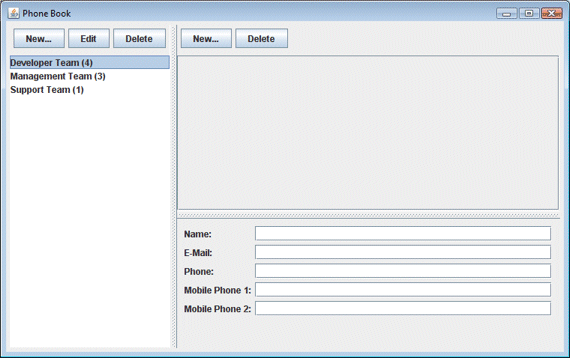 Phone Book
New... Edit Delete
New... Delete
Developer Team (4)
Management Team (3)
Support Team (1)
Name:
E-Mail:
Phone:
Mobile Phone 1:
Mobile Phone 2: